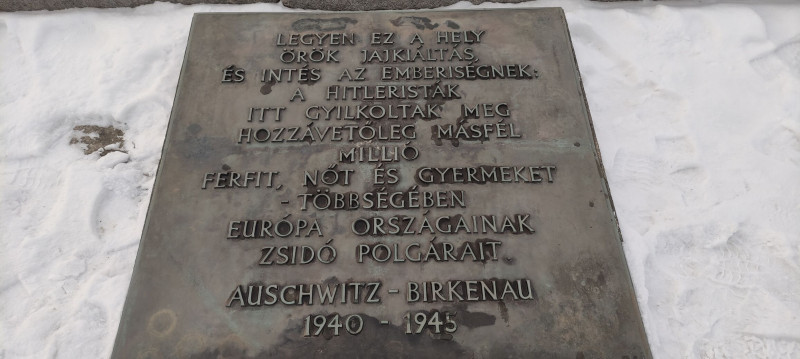 LEGYEN EZ A HELY
ÖRÖK JAJKIÁLTÁS
ÉS INTÉS AZ EMBERISÉGNEK:
A HITLERISTÁK
ITT GYILKOLTAK MEG
HOZZÁVETŐLEG MÁSFÉL
MILLIÓ
FÉRFIT, NŐT ÉS GYERMEKET
- TÖBBSÉGÉBEN
EURÓPA ORSZÁGAINAK
ZSIDÓ POLGÁRAIT
AUSCHWITZ - BIRKENAU
1940 - 1945